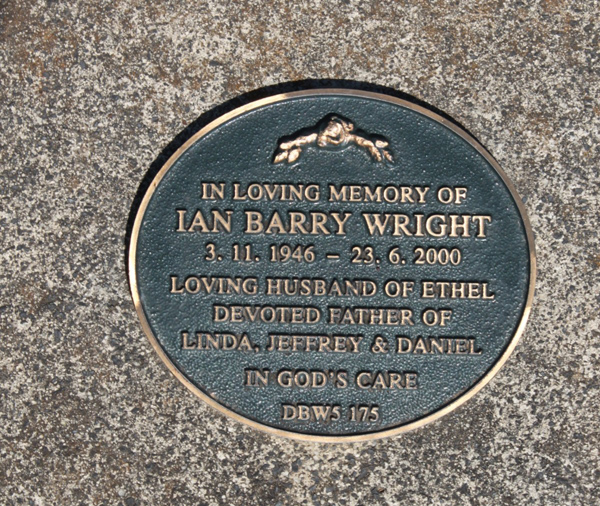 IN LOVING MEMORY OF
IAN BARRY WRIGHT
3. 11. 1946 – 23. 6. 2000
LOVING HUSBAND OF ETHEL
DEVOTED FATHER OF
LINDA, JEFFREY & DANIEL
IN GOD'S CARE
DBW5 175